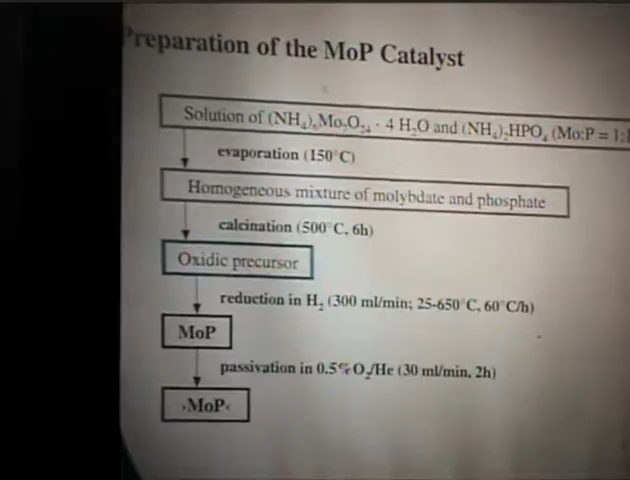 Preparation of the MoP Catalyst
Solution of (NH₄)₆Mo₇O₂₄ · 4 H₂O and (NH₄)₂HPO₄ (Mo:P = 1:1
evaporation (150°C)
Homogeneous mixture of molybdate and phosphate
calcination (500°C, 6h)
Oxidic precursor
reduction in H₂ (300 ml/min; 25-650°C, 60°C/h)
MoP
passivation in 0.5% O₂/He (30 ml/min, 2h)
›MoP‹